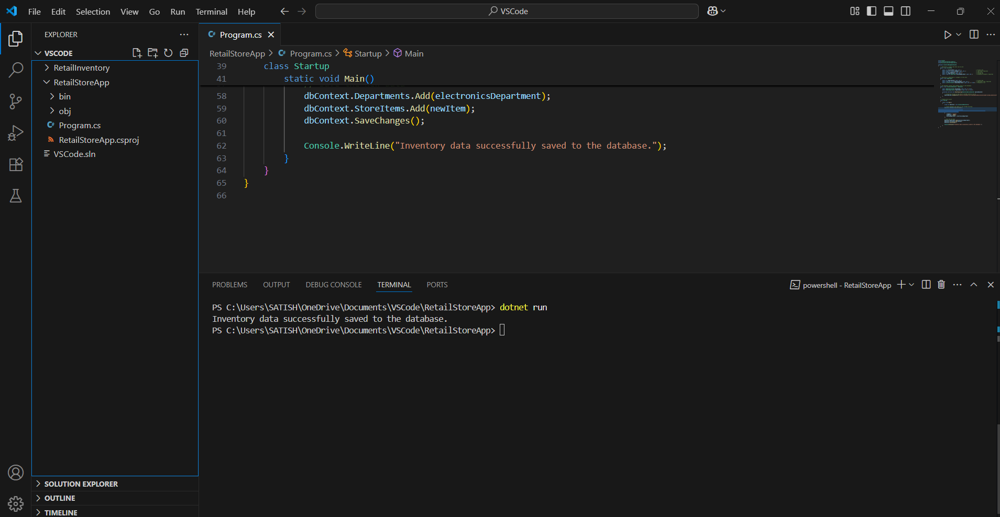 File Edit Selection View Go Run Terminal Help
VSCode
EXPLORER
VSCODE
RetailInventory
RetailStoreApp
bin
obj
Program.cs
RetailStoreApp.csproj
VSCode.sln
SOLUTION EXPLORER
OUTLINE
TIMELINE
Program.cs
RetailStoreApp > Program.cs > Startup > Main
39 class Startup
41 static void Main()
58 dbContext.Departments.Add(electronicsDepartment);
59 dbContext.StoreItems.Add(newItem);
60 dbContext.SaveChanges();
61
62 Console.WriteLine("Inventory data successfully saved to the database.");
63 }
64 }
65 }
66
PROBLEMS OUTPUT DEBUG CONSOLE TERMINAL PORTS
powershell - RetailStoreApp
PS C:\Users\SATISH\OneDrive\Documents\VSCode\RetailStoreApp> dotnet run
Inventory data successfully saved to the database.
PS C:\Users\SATISH\OneDrive\Documents\VSCode\RetailStoreApp>